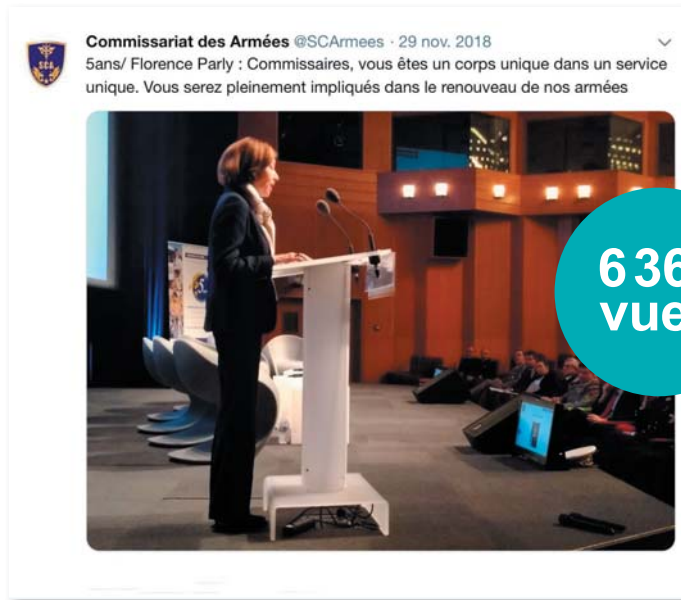 Commissariat des Armées @SCArmees · 29 nov. 2018
5ans/ Florence Parly : Commissaires, vous êtes un corps unique dans un service
unique. Vous serez pleinement impliqués dans le renouveau de nos armées
SCA